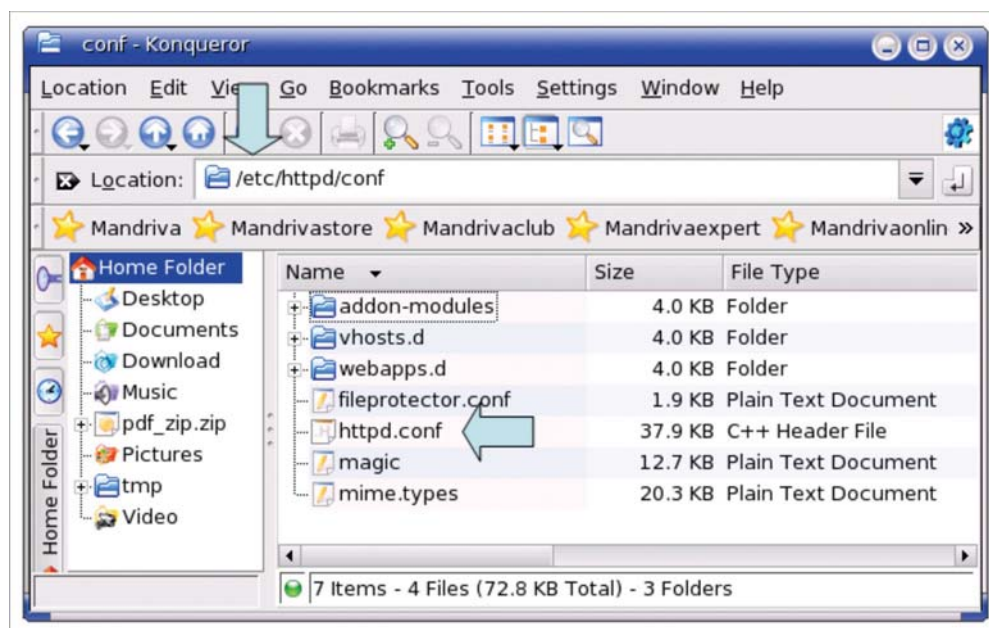 conf - Konqueror
Location Edit Vie Go Bookmarks Tools Settings Window Help
Location: /etc/httpd/conf
Mandriva Mandrivastore Mandrivaclub Mandrivaexpert Mandrivaonlin »
Home Folder
Desktop
Documents
Download
Music
pdf_zip.zip
Pictures
tmp
Video
Home Folder
Name Size File Type
addon-modules 4.0 KB Folder
vhosts.d 4.0 KB Folder
webapps.d 4.0 KB Folder
fileprotector.conf 1.9 KB Plain Text Document
httpd.conf 37.9 KB C++ Header File
magic 12.7 KB Plain Text Document
mime.types 20.3 KB Plain Text Document
7 Items - 4 Files (72.8 KB Total) - 3 Folders